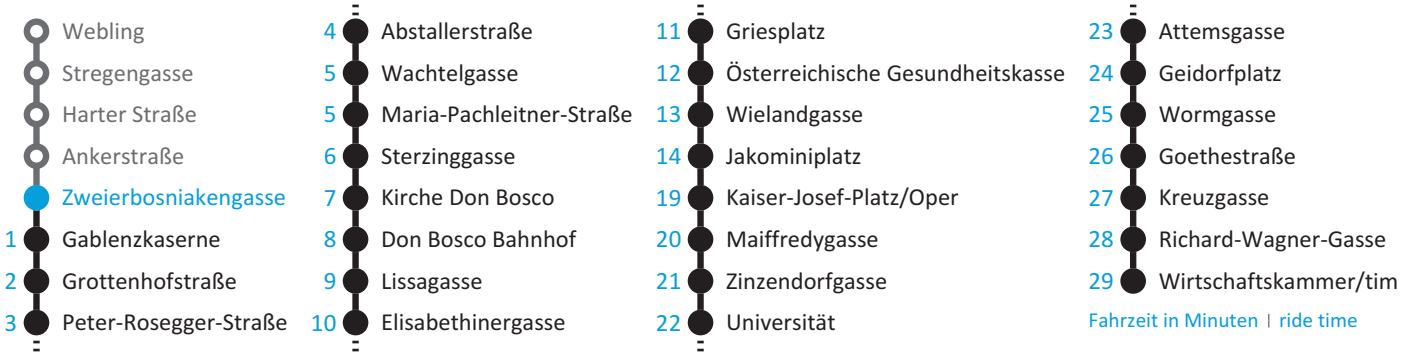 Webling
Stregengasse
Harter Straße
Ankerstraße
Zweierbosniakengasse
1 Gablenzkaserne
2 Grottenhofstraße
3 Peter-Rosegger-Straße
4 Abstallerstraße
5 Wachtelgasse
5 Maria-Pachleitner-Straße
6 Sterzinggasse
7 Kirche Don Bosco
8 Don Bosco Bahnhof
9 Lissagasse
10 Elisabethinergasse
11 Griesplatz
12 Österreichische Gesundheitskasse
13 Wielandgasse
14 Jakominiplatz
19 Kaiser-Josef-Platz/Oper
20 Maiffredygasse
21 Zinzendorfgasse
22 Universität
23 Attemsgasse
24 Geidorfplatz
25 Wormgasse
26 Goethestraße
27 Kreuzgasse
28 Richard-Wagner-Gasse
29 Wirtschaftskammer/tim
Fahrzeit in Minuten | ride time